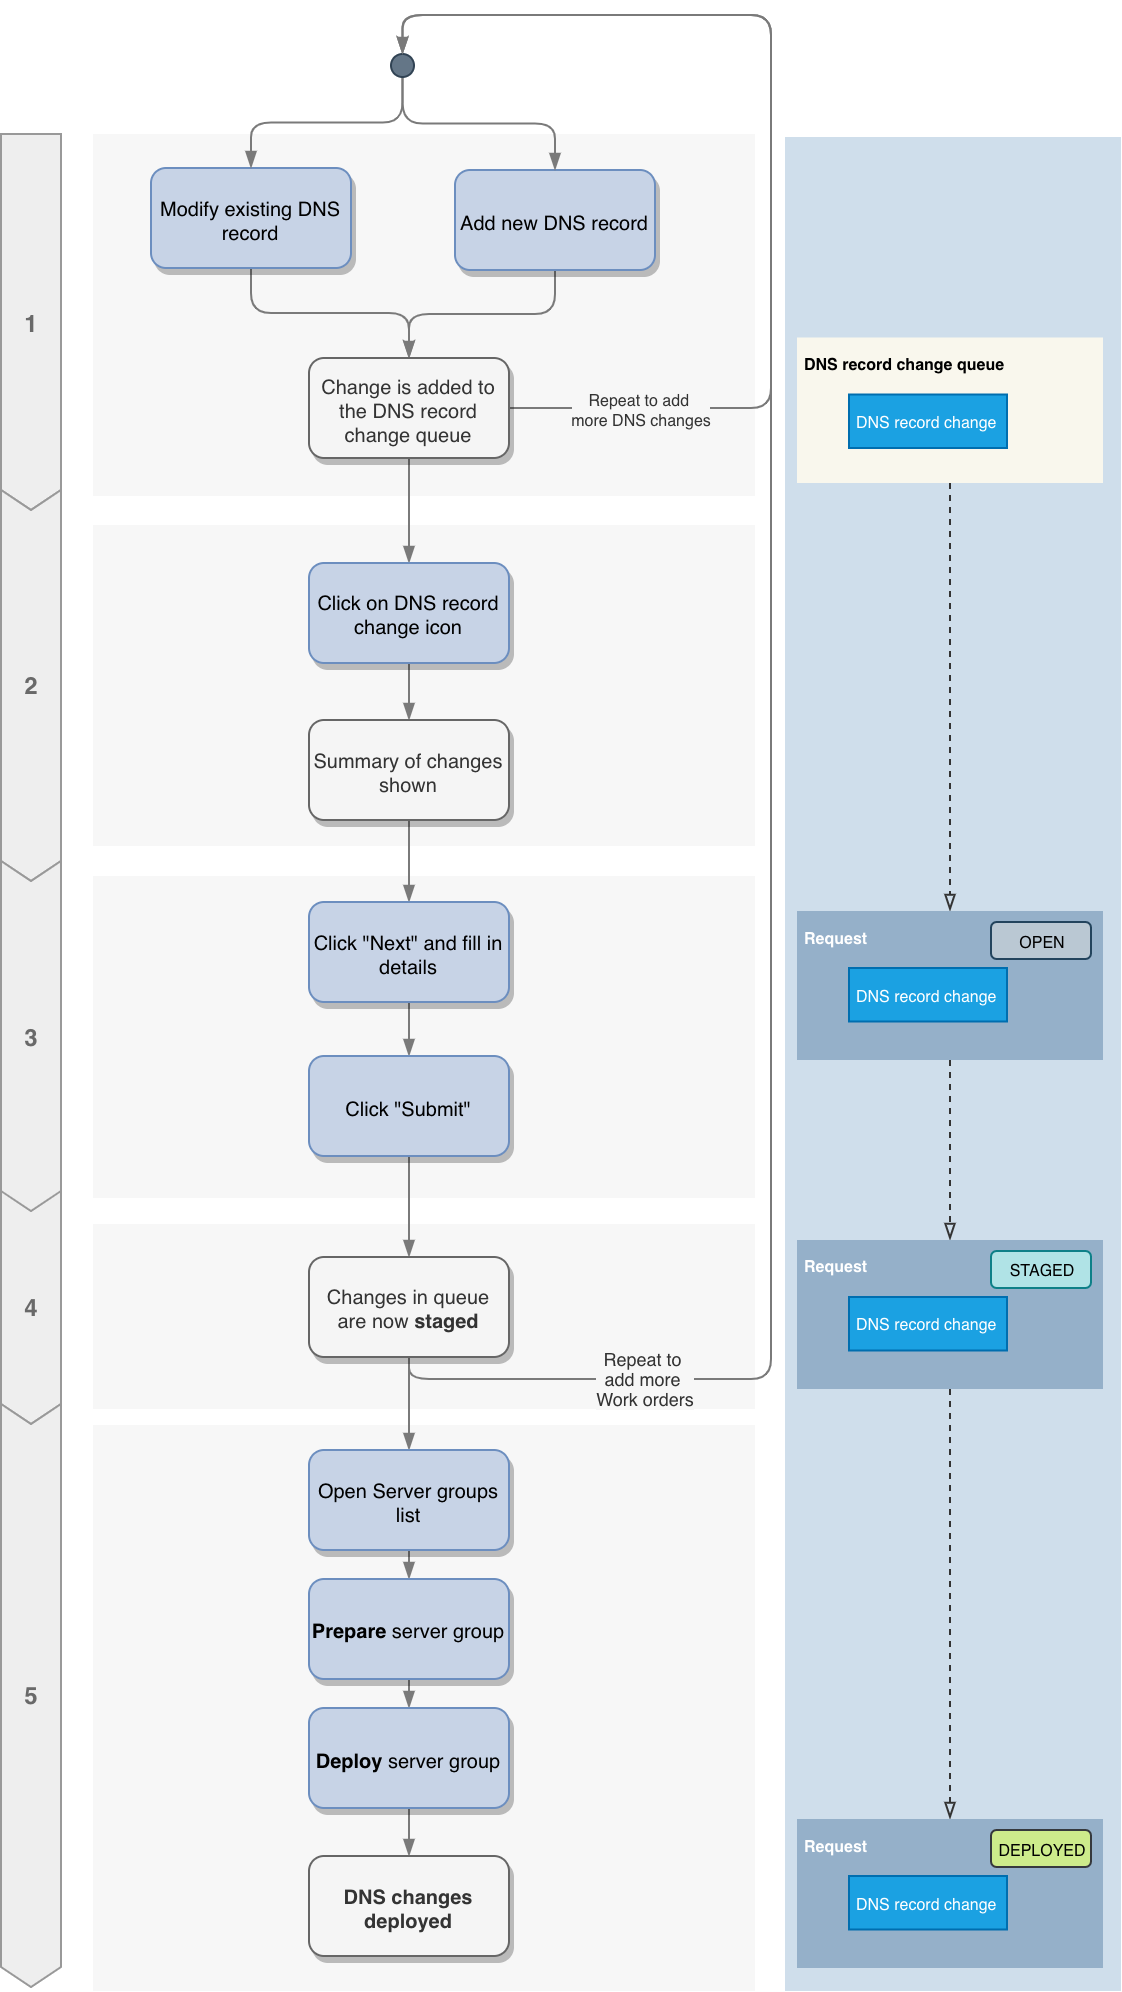 Modify existing DNS
record
Add new DNS record
1
Change is added to
the DNS record
change queue
Repeat to add
more DNS changes
DNS record change queue
DNS record change
2
Click on DNS record
change icon
Summary of changes
shown
3
Click "Next" and fill in
details
Click "Submit"
Request
OPEN
DNS record change
4
Changes in queue
are now staged
Repeat to
add more
Work orders
Request
STAGED
DNS record change
5
Open Server groups
list
Prepare server group
Deploy server group
DNS changes
deployed
Request
DEPLOYED
DNS record change